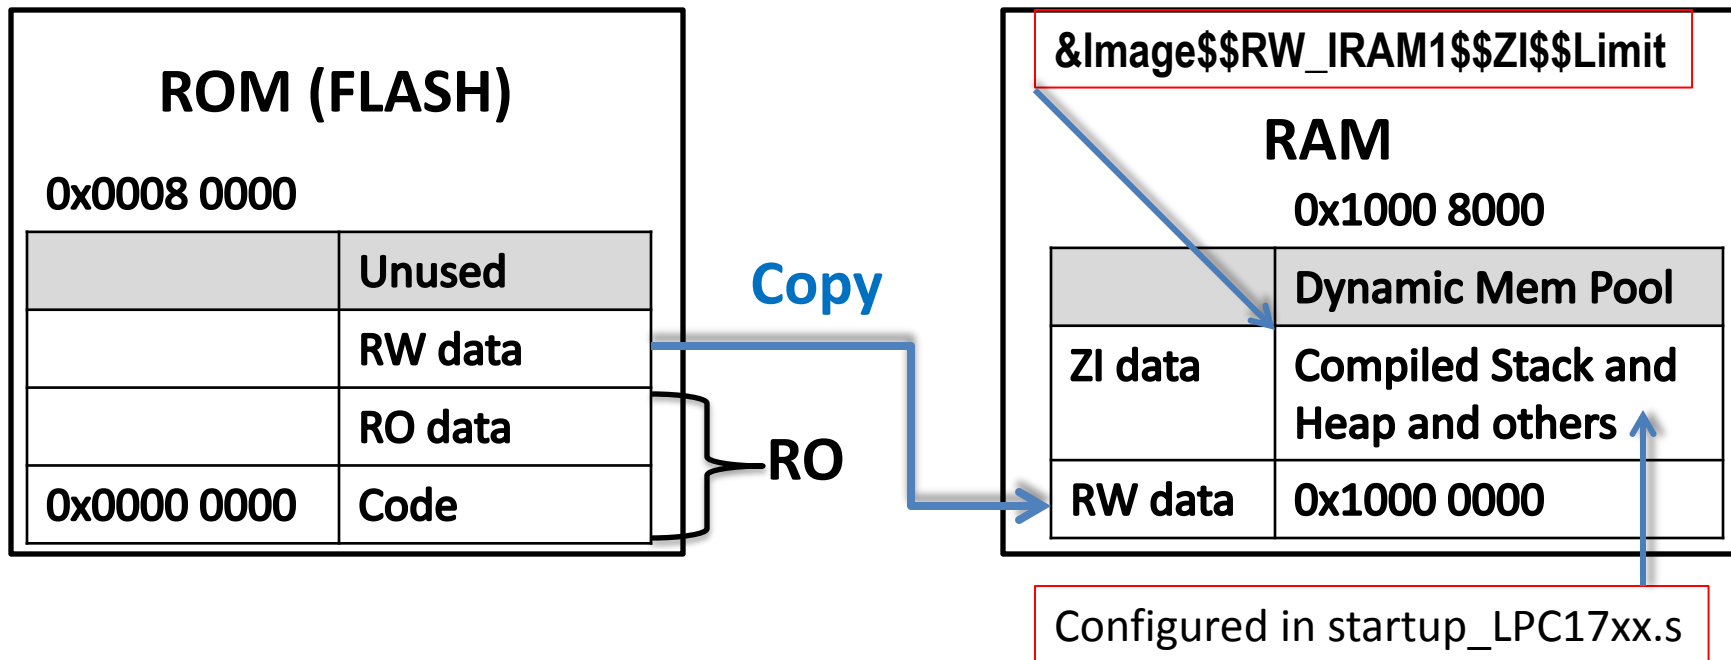 ROM (FLASH)
0x0008 0000
Unused
RW data
RO data
0x0000 0000 Code
Copy
RO
&Image$$RW_IRAM1$$ZI$$Limit
RAM
0x1000 8000
Dynamic Mem Pool
ZI data Compiled Stack and
Heap and others
RW data 0x1000 0000
Configured in startup_LPC17xx.s